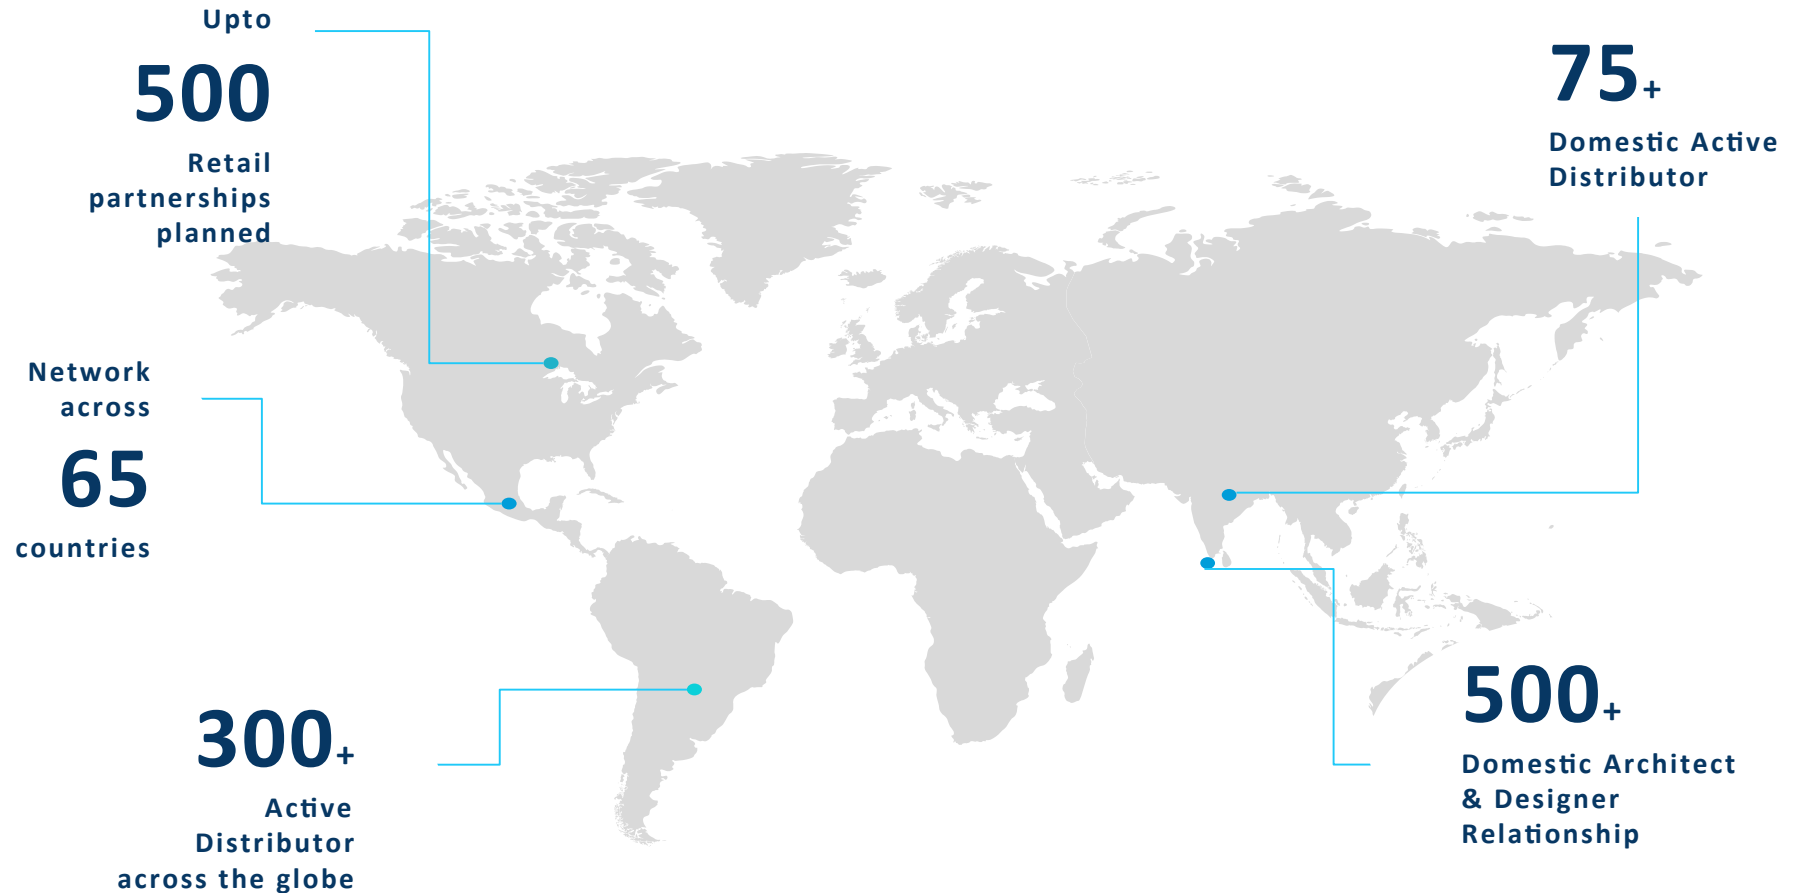 Upto
500
Retail
partnerships
planned
Network
across
65
countries
300+
Active
Distributor
across the globe
75+
Domestic Active
Distributor
500+
Domestic Architect
& Designer
Relationship